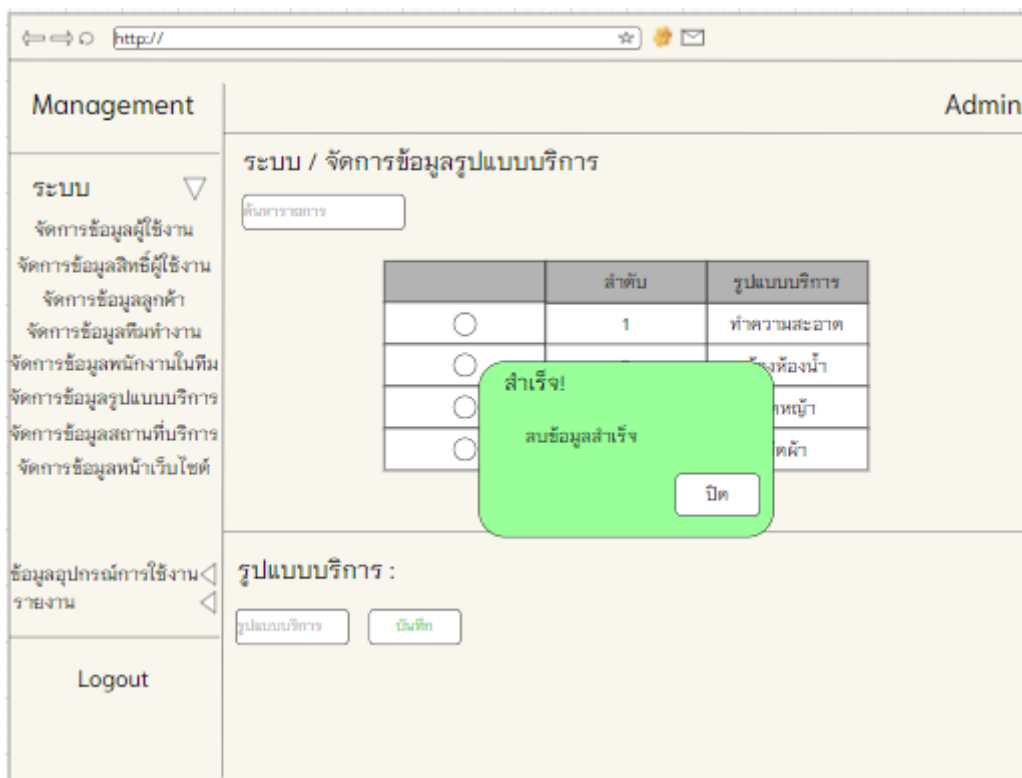 http://
Management
Admin
ระบบ / จัดการข้อมูลรูปแบบบริการ
ค้นหารายการ
ระบบ
จัดการข้อมูลผู้ใช้งาน
จัดการข้อมูลสิทธิ์ผู้ใช้งาน
จัดการข้อมูลลูกค้า
จัดการข้อมูลทีมทำงาน
จัดการข้อมูลพนักงานในทีม
จัดการข้อมูลรูปแบบบริการ
จัดการข้อมูลสถานที่บริการ
จัดการข้อมูลหน้าเว็บไซต์
ข้อมูลอุปกรณ์การใช้งาน
รายงาน
Logout
ลำดับ รูปแบบบริการ
1 ทำความสะอาด
ห้องน้ำ
หญ้า
ผ้า
สำเร็จ!
ลบข้อมูลสำเร็จ
ปิด
รูปแบบบริการ :
รูปแบบบริการ บันทึก